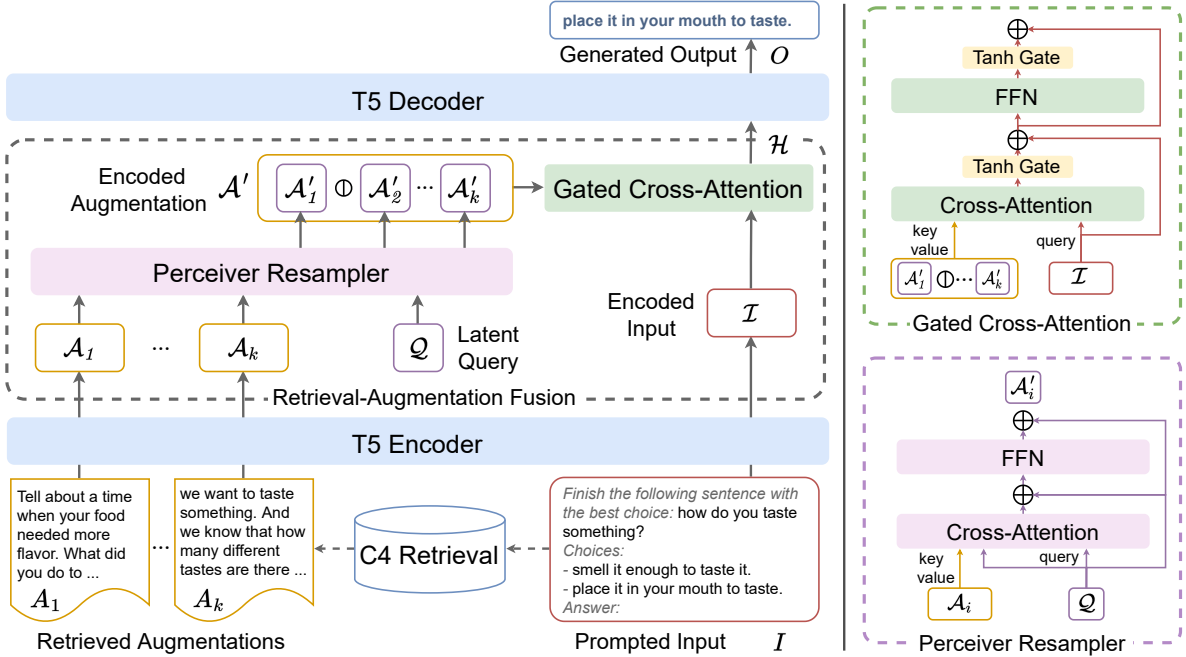 place it in your mouth to taste.
Generated Output O
T5 Decoder
H
Encoded
Augmentation
A′ A′1 ⦶ A′2 ... A′k
Gated Cross-Attention
Perceiver Resampler
Encoded
Input
I
A1 ... Ak
Q
Latent
Query
Retrieval-Augmentation Fusion
T5 Encoder
Tell about a time
when your food
needed more
flavor. What did
you do to ...
A1
...
we want to taste
something. And
we know that how
many different
tastes are there ...
Ak
C4 Retrieval
Finish the following sentence with
the best choice: how do you taste
something?
Choices:
- smell it enough to taste it.
- place it in your mouth to taste.
Answer:
Retrieved Augmentations
Prompted Input I
⊕
Tanh Gate
FFN
⊕
Tanh Gate
Cross-Attention
key
value
query
A′1 ⦶ ... A′k
I
Gated Cross-Attention
A′i
⊕
FFN
⊕
Cross-Attention
key
value
query
Ai
Q
Perceiver Resampler